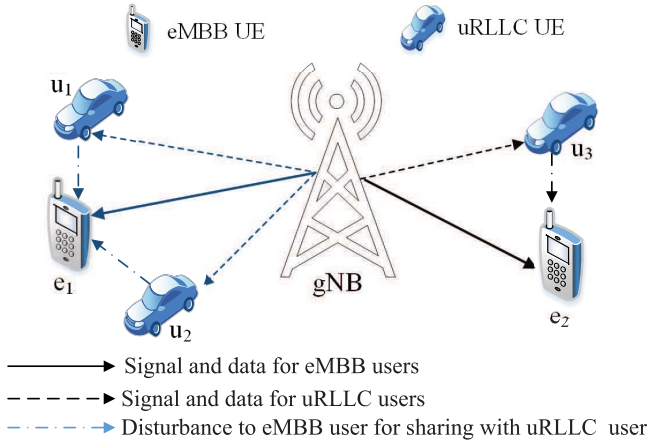 eMBB UE
uRLLC UE
u1
u3
e1
gNB
e2
u2
Signal and data for eMBB users
Signal and data for uRLLC users
Disturbance to eMBB user for sharing with uRLLC user